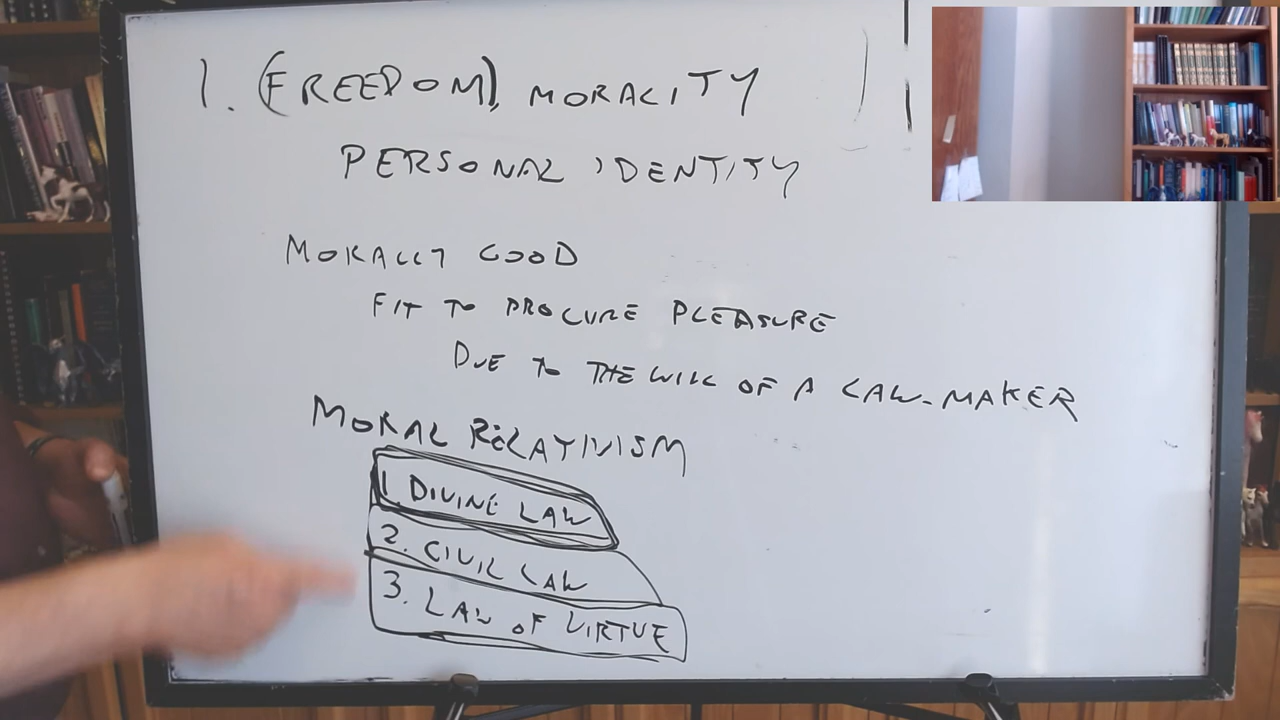 1. (FREEDOM), MORALITY
PERSONAL IDENTITY
MORALLY GOOD
FIT TO PROCURE PLEASURE
DUE TO THE WILL OF A LAW-MAKER
MORAL RELATIVISM
1. DIVINE LAW
2. CIVIL LAW
3. LAW OF VIRTUE